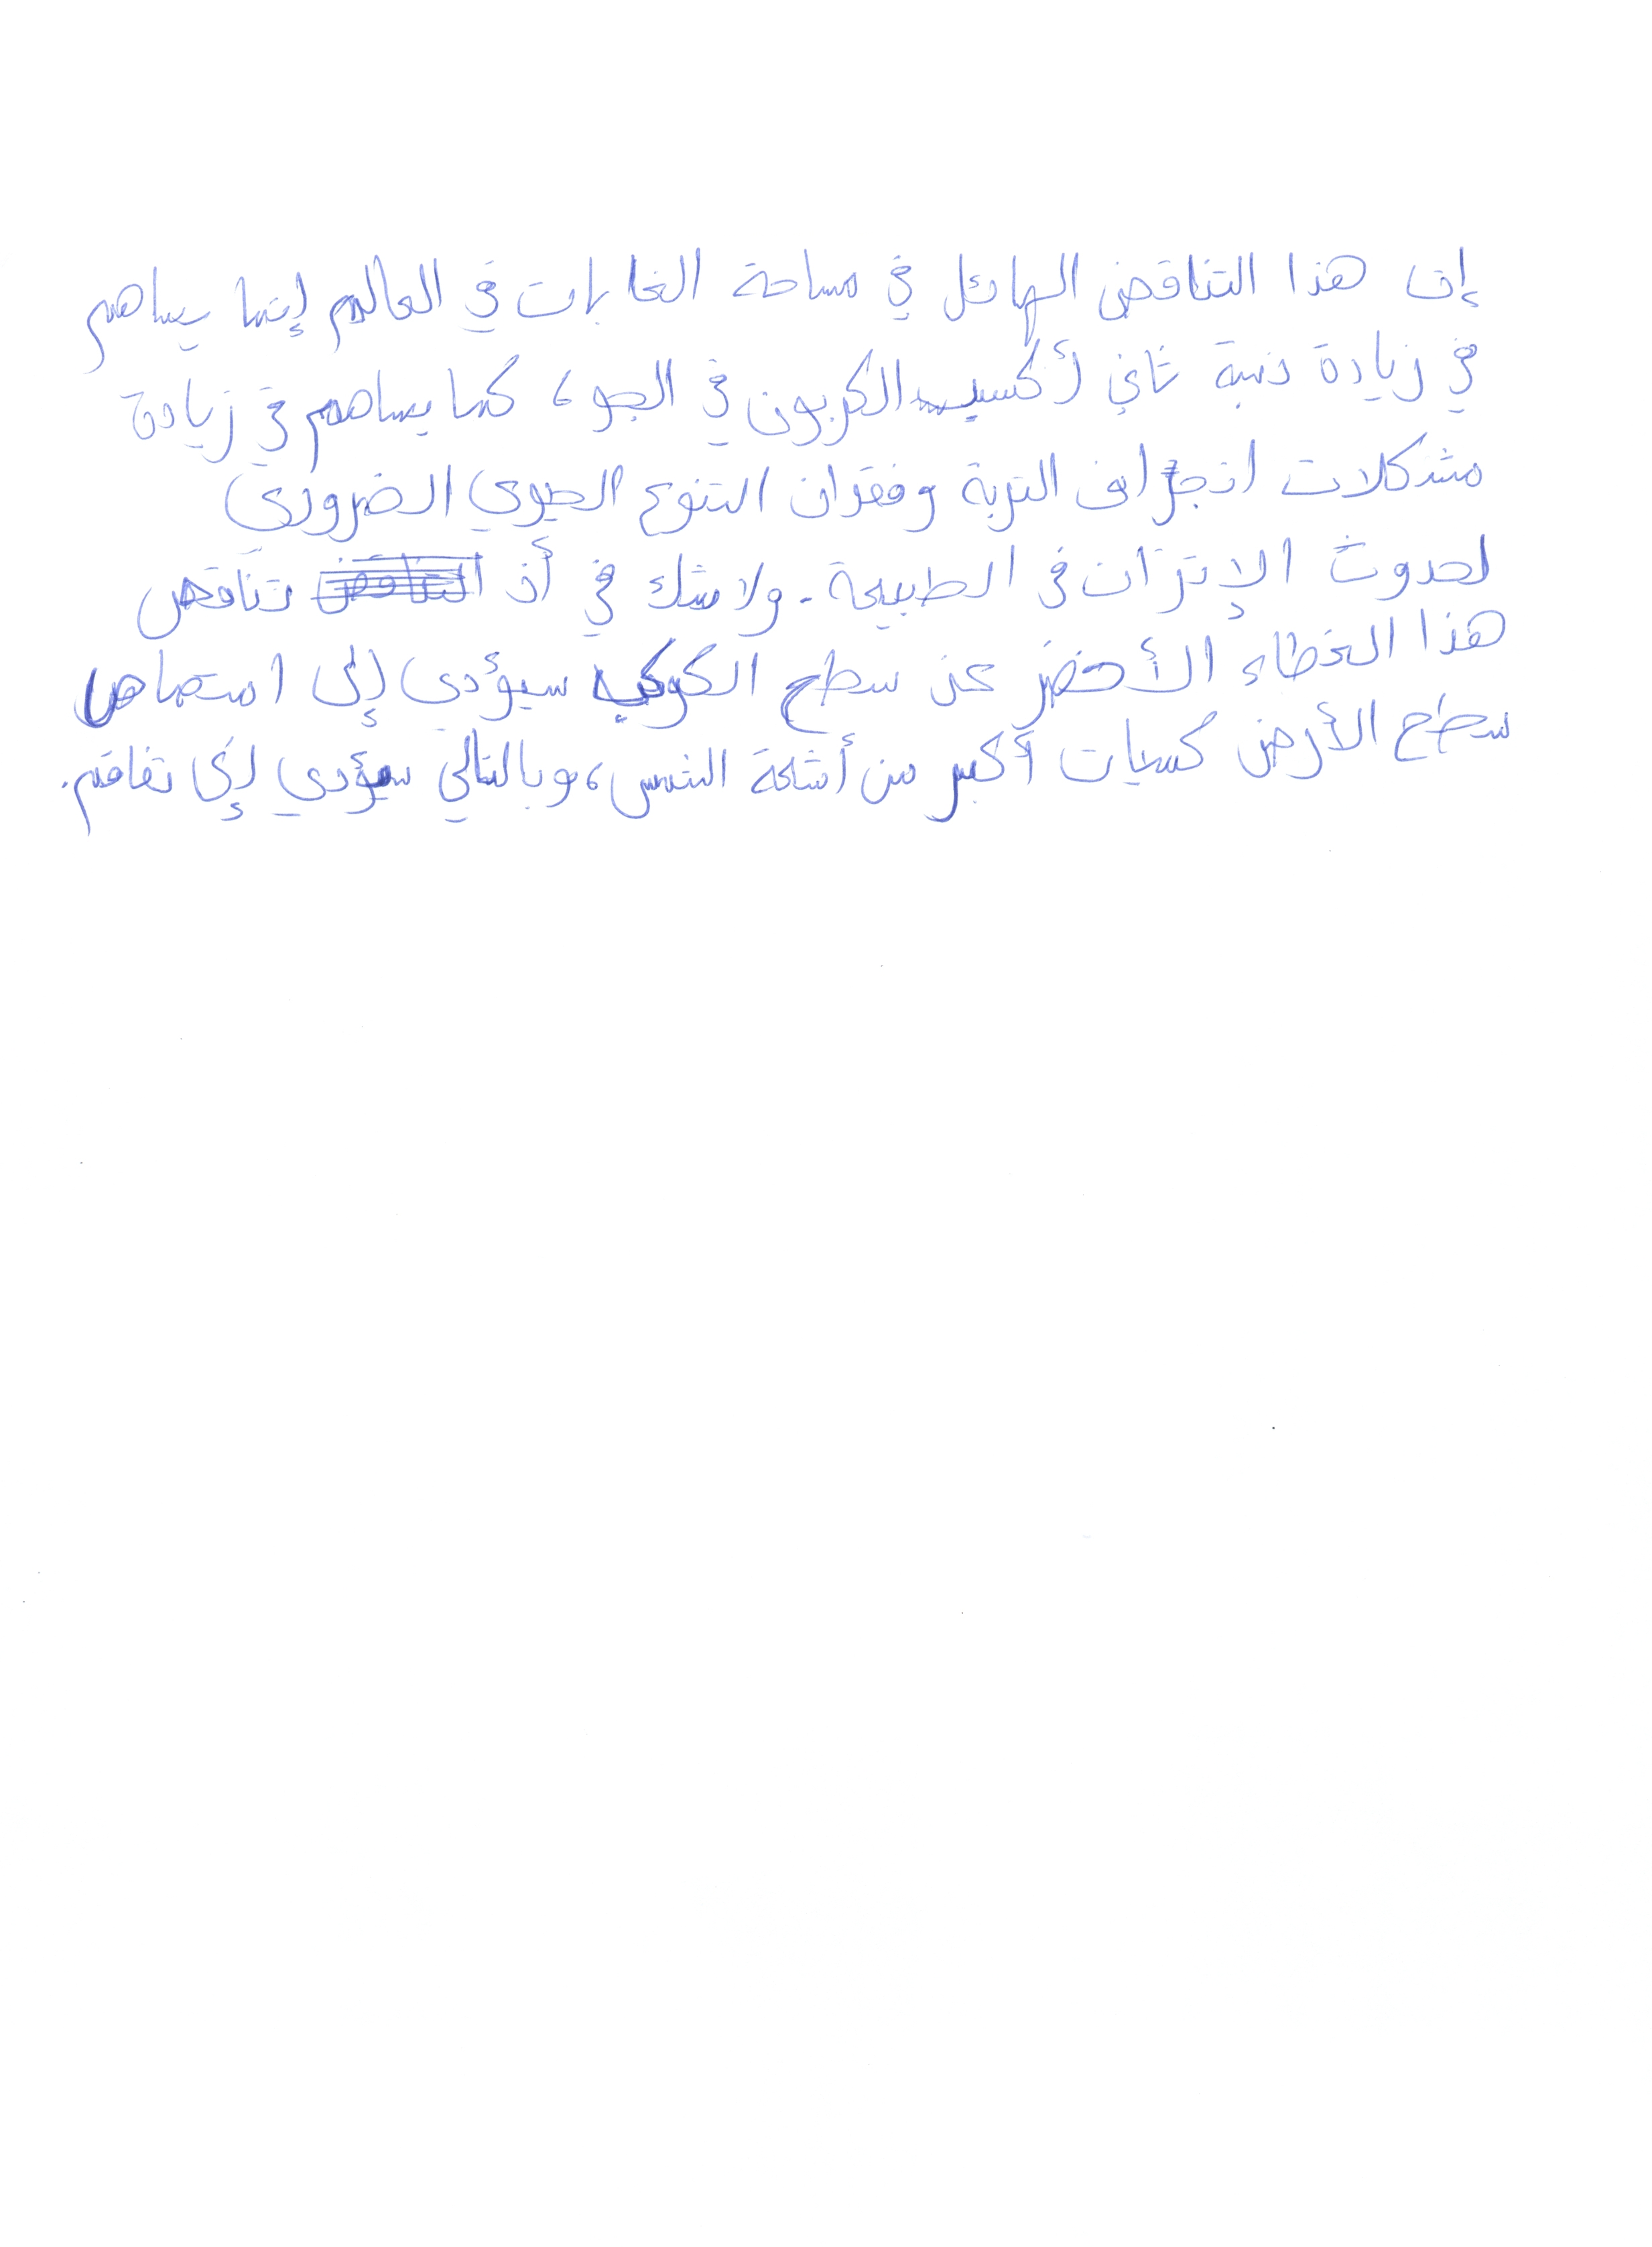 إن هذا التناقض الهائل في مساحة الغابات في العالم إنما يساهم
في زيادة نسبة ثاني أكسيد الكربون في الجو، كما يساهم في زيادة
مشكلات انجراف التربة وفقدان التنوع الحيوي الضروري
لحدوث الإتزان في الطبيعة. ولا شك في أن تناقص
هذا الغطاء الأخضر عن سطح الكوكب سيؤدى إلى امتصاص
سطح الأرض كميات أكبر من أشعة الشمس، وبالتالي سيؤدي إلى تفاقم.